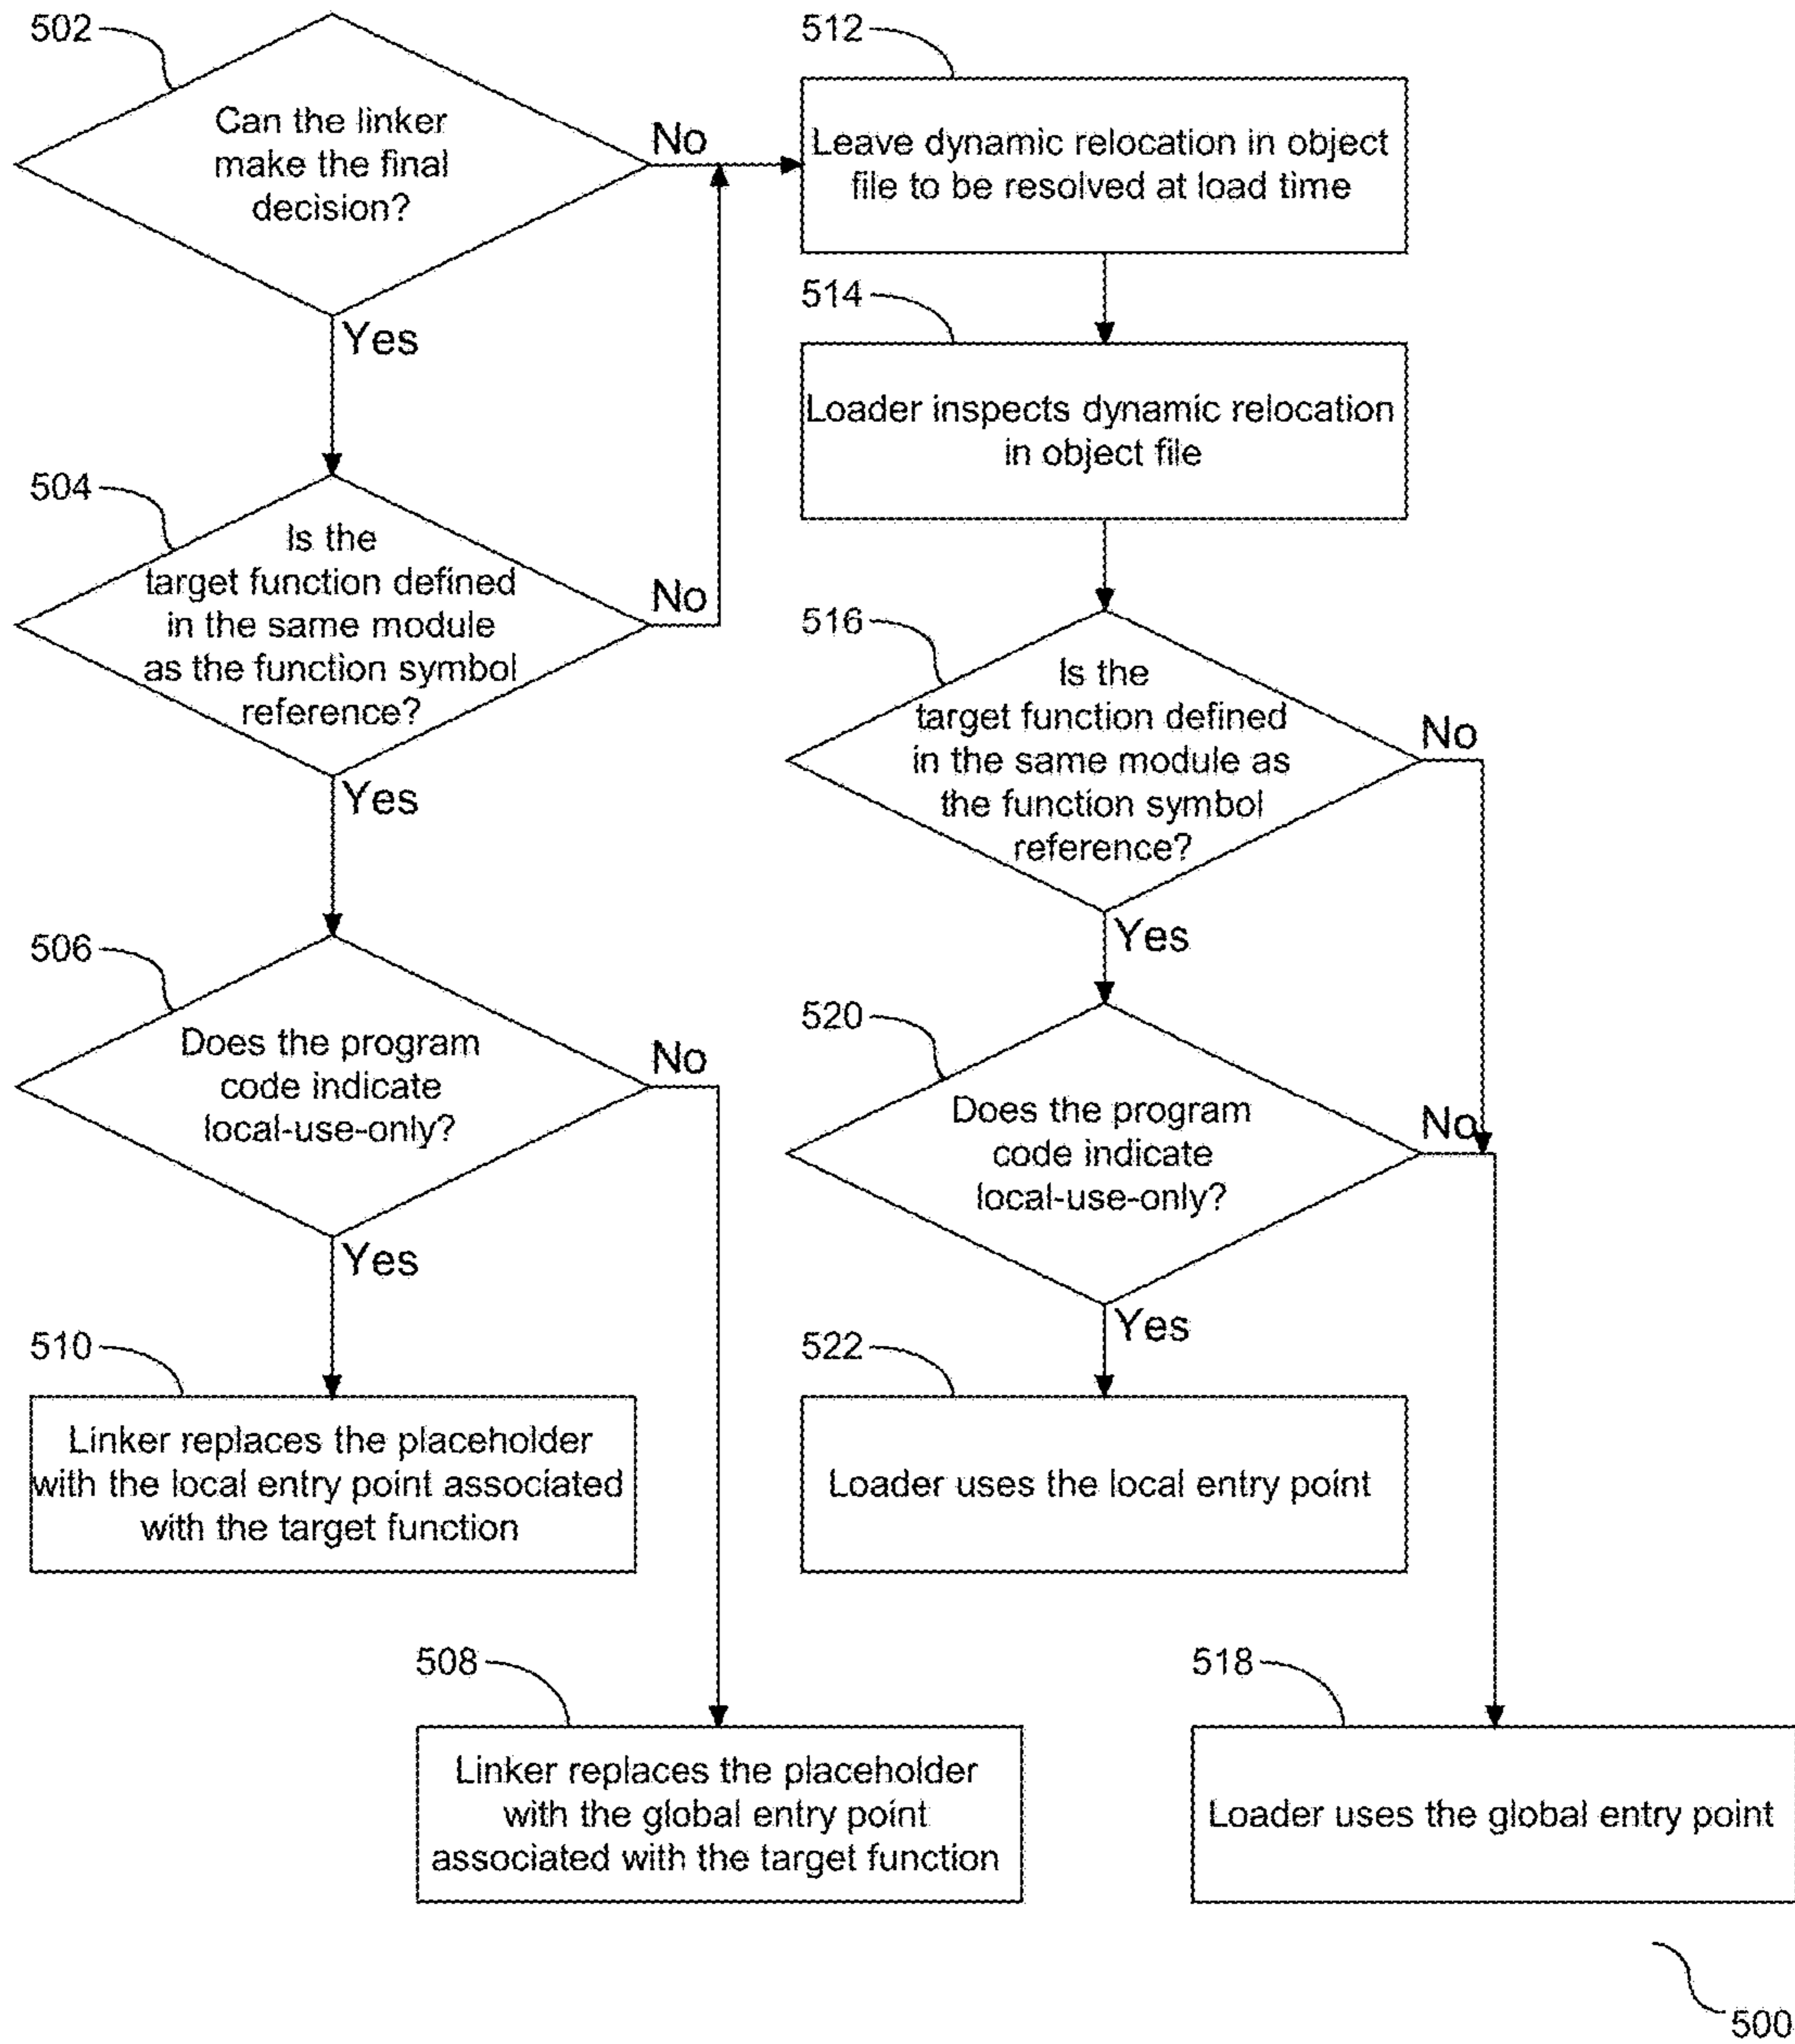 502
Can the linker
make the final
decision?
No
Yes
504
Is the
target function defined
in the same module
as the function symbol
reference?
No
Yes
506
Does the program
code indicate
local-use-only?
No
Yes
510
Linker replaces the placeholder
with the local entry point associated
with the target function
508
Linker replaces the placeholder
with the global entry point
associated with the target function
512
Leave dynamic relocation in object
file to be resolved at load time
514
Loader inspects dynamic relocation
in object file
516
Is the
target function defined
in the same module as
the function symbol
reference?
No
Yes
520
Does the program
code indicate
local-use-only?
No
Yes
522
Loader uses the local entry point
518
Loader uses the global entry point
500